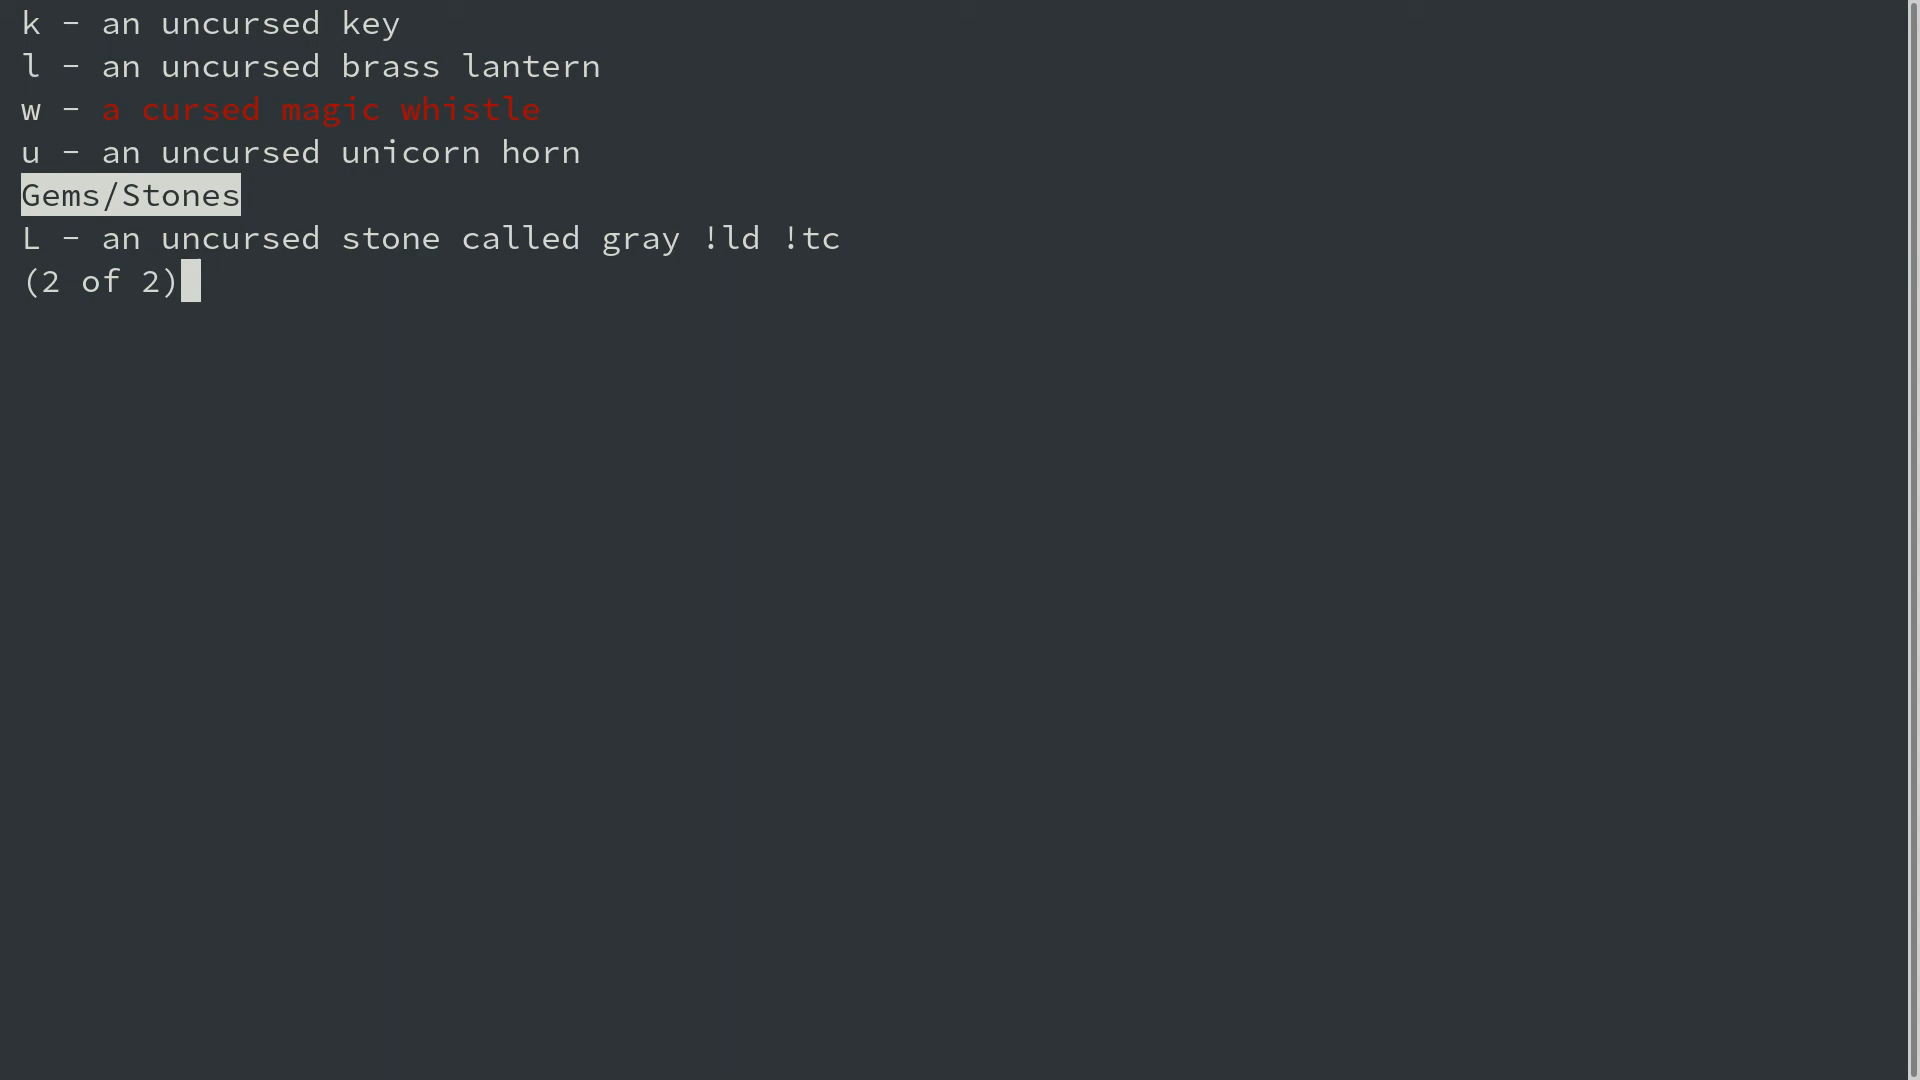 k - an uncursed key
l - an uncursed brass lantern
w - a cursed magic whistle
u - an uncursed unicorn horn
Gems/Stones
L - an uncursed stone called gray !ld !tc
(2 of 2)